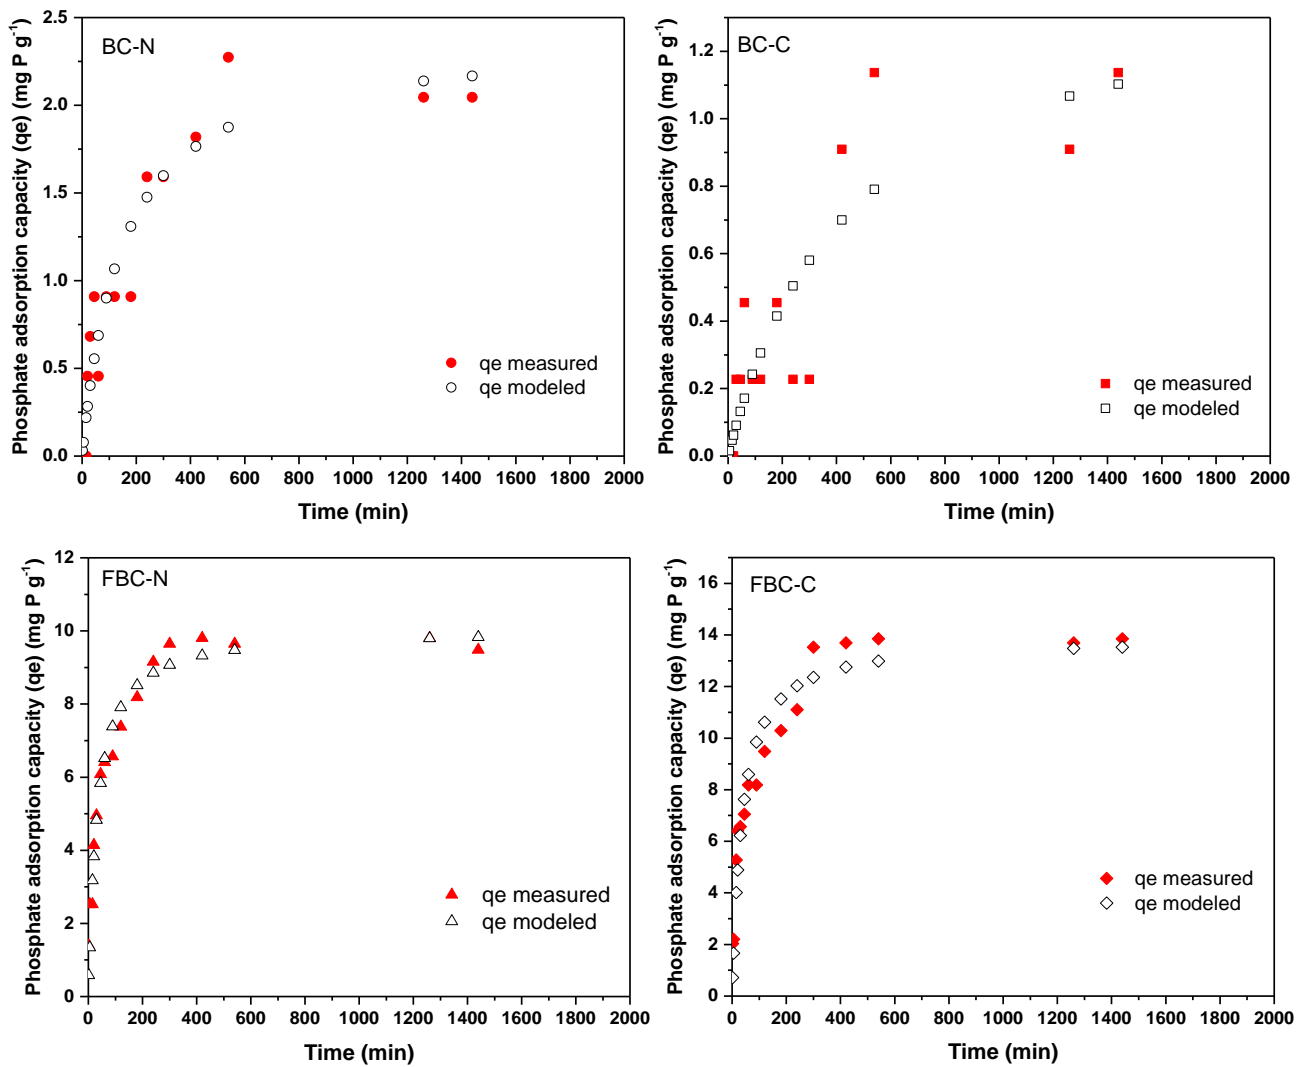 BC-N
Phosphate adsorption capacity (qe) (mg P g⁻¹)
2.5
2.0
1.5
1.0
0.5
0.0
qe measured
qe modeled
0 200 400 600 800 1000 1200 1400 1600 1800 2000
Time (min)
BC-C
Phosphate adsorption capacity (qe) (mg P g⁻¹)
1.2
1.0
0.8
0.6
0.4
0.2
0.0
qe measured
qe modeled
0 200 400 600 800 1000 1200 1400 1600 1800 2000
Time (min)
FBC-N
Phosphate adsorption capacity (qe) (mg P g⁻¹)
12
10
8
6
4
2
0
qe measured
qe modeled
0 200 400 600 800 1000 1200 1400 1600 1800 2000
Time (min)
FBC-C
Phosphate adsorption capacity (qe) (mg P g⁻¹)
16
14
12
10
8
6
4
2
0
qe measured
qe modeled
0 200 400 600 800 1000 1200 1400 1600 1800 2000
Time (min)